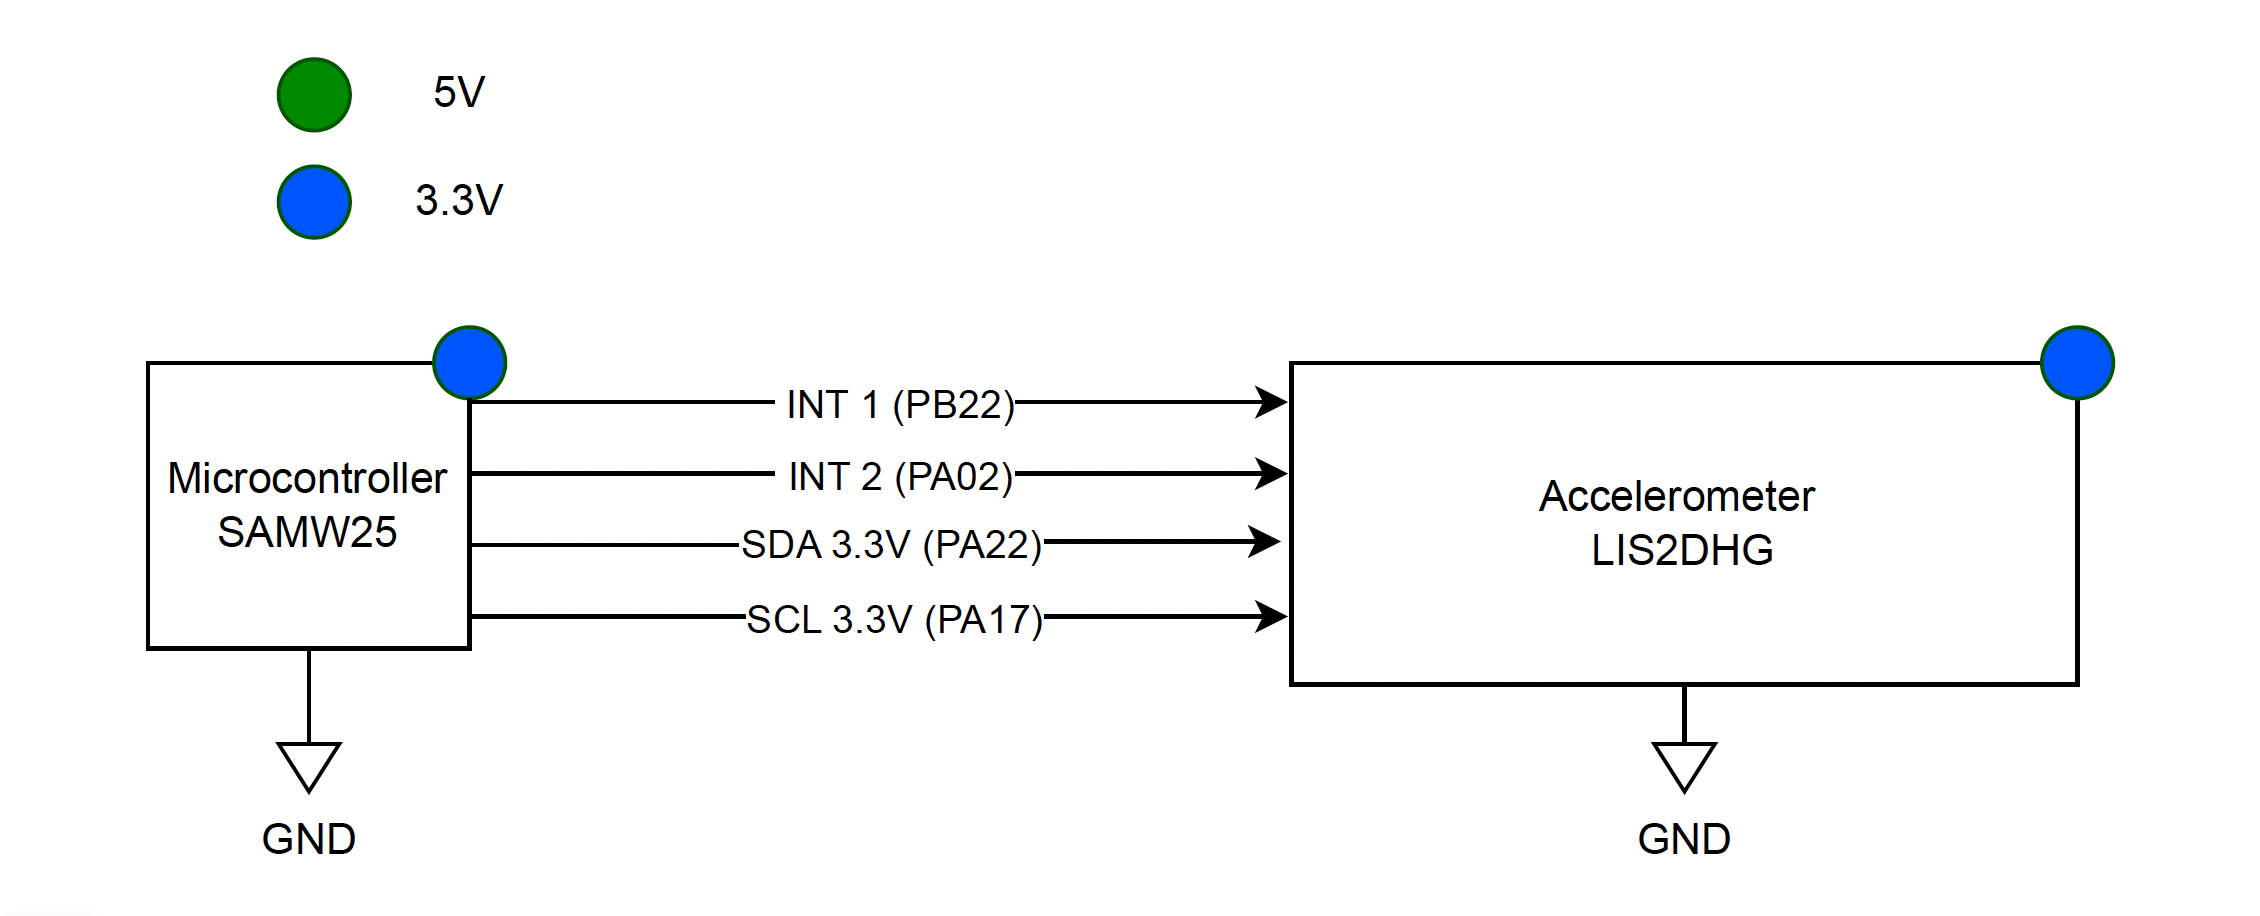 5V
3.3V
INT 1 (PB22)
INT 2 (PA02)
SDA 3.3V (PA22)
SCL 3.3V (PA17)
Microcontroller
SAMW25
Accelerometer
LIS2DHG
GND
GND